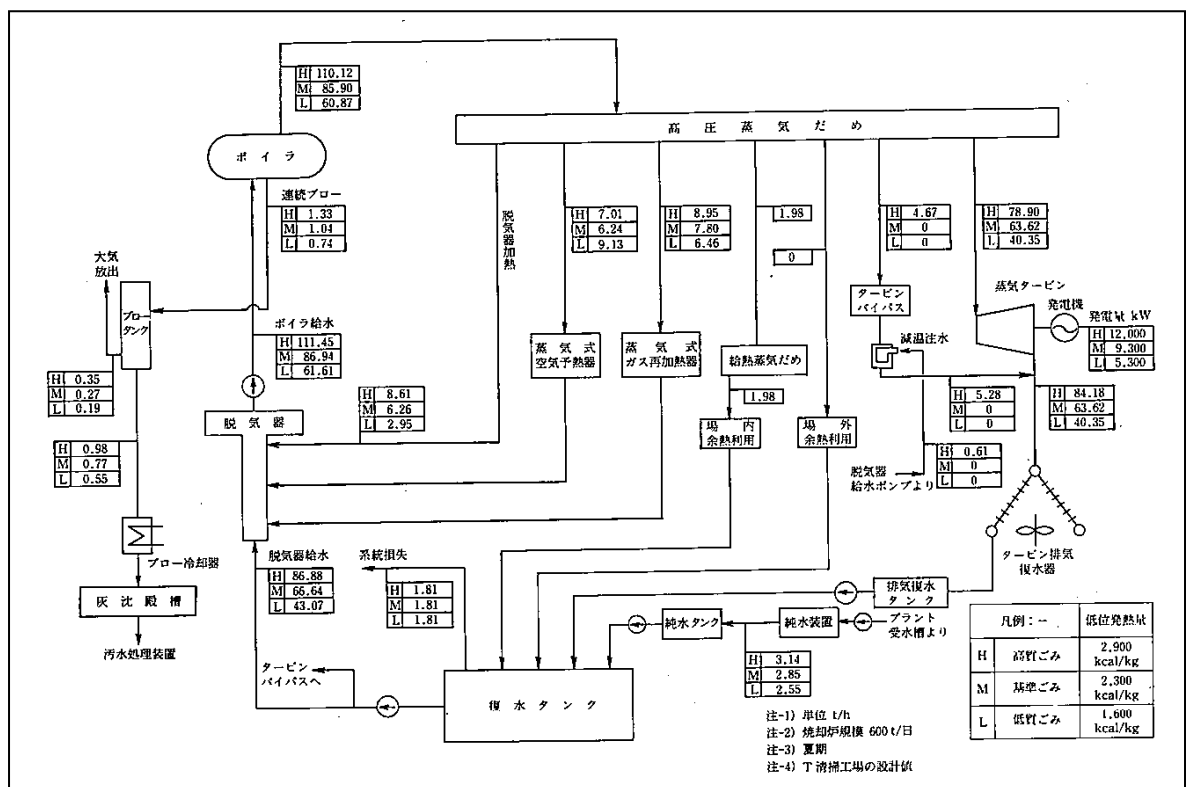 H 110.12
M 85.90
L 60.87
高圧蒸気だめ
ボイラ
連続ブロー
H 1.33
M 1.04
L 0.74
脱気器加熱
H 7.01
M 6.24
L 9.13
H 8.95
M 7.80
L 6.46
1.98
0
H 4.67
M 0
L 0
H 78.90
M 63.62
L 40.35
大気
放出
ブロー
タンク
ボイラ給水
H 111.45
M 86.94
L 61.61
蒸気式
空気予熱器
蒸気式
ガス再加熱器
給熱蒸気だめ
タービン
バイパス
減温注水
蒸気タービン
発電機
発電量 kW
H 12,000
M 9,300
L 5,300
H 0.35
M 0.27
L 0.19
脱気器
H 8.61
M 6.26
L 2.95
1.98
場内
余熱利用
場外
余熱利用
H 5.28
M 0
L 0
H 84.18
M 63.62
L 40.35
H 0.98
M 0.77
L 0.55
脱気器
給水ポンプより
H 0.61
M 0
L 0
ブロー冷却器
灰沈殿槽
汚水処理装置
脱気器給水
H 86.88
M 66.64
L 43.07
系統損失
H 1.81
M 1.81
L 1.81
タービン排気
復水器
排気復水
タンク
純水タンク
純水装置
プラント
受水槽より
H 3.14
M 2.85
L 2.55
タービン
バイパスへ
復水タンク
凡例:― 低位発熱量
H 高質ごみ 2,900 kcal/kg
M 基準ごみ 2,300 kcal/kg
L 低質ごみ 1,600 kcal/kg
注-1) 単位 t/h
注-2) 焼却炉規模 600t/日
注-3) 夏期
注-4) T清掃工場の設計値